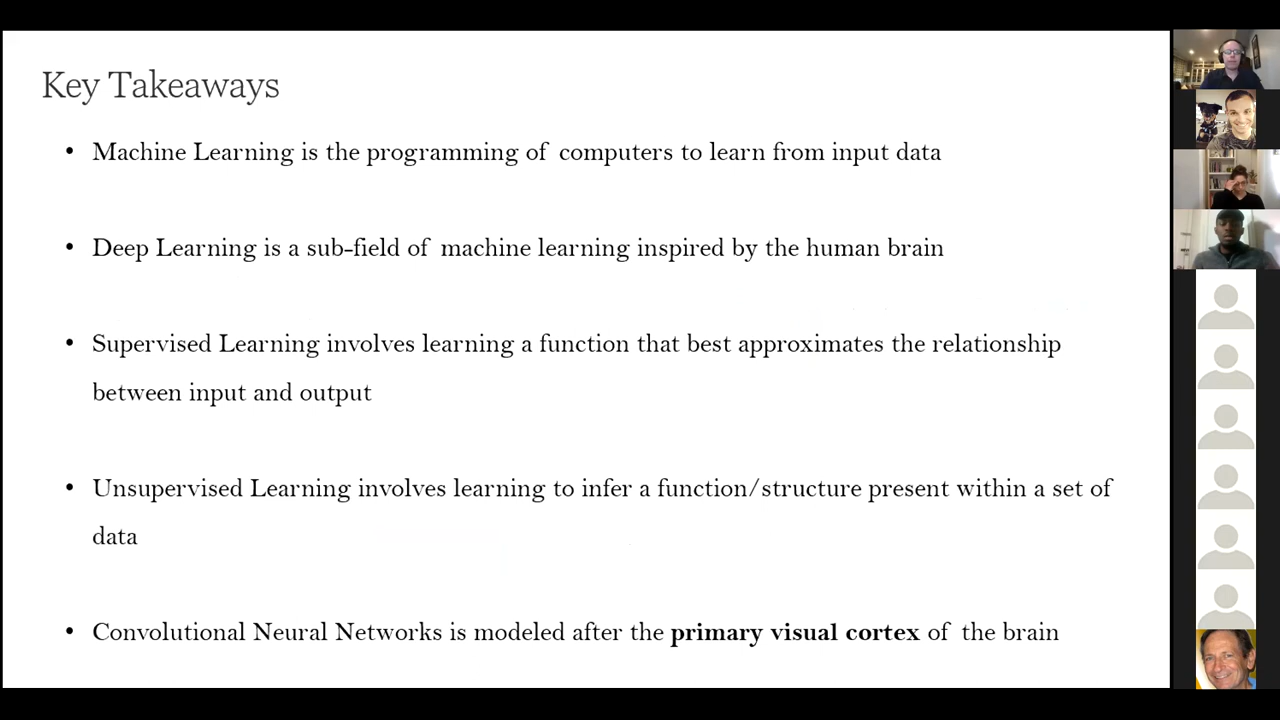 Key Takeaways
• Machine Learning is the programming of computers to learn from input data
• Deep Learning is a sub-field of machine learning inspired by the human brain
• Supervised Learning involves learning a function that best approximates the relationship
between input and output
• Unsupervised Learning involves learning to infer a function/structure present within a set of
data
• Convolutional Neural Networks is modeled after the primary visual cortex of the brain